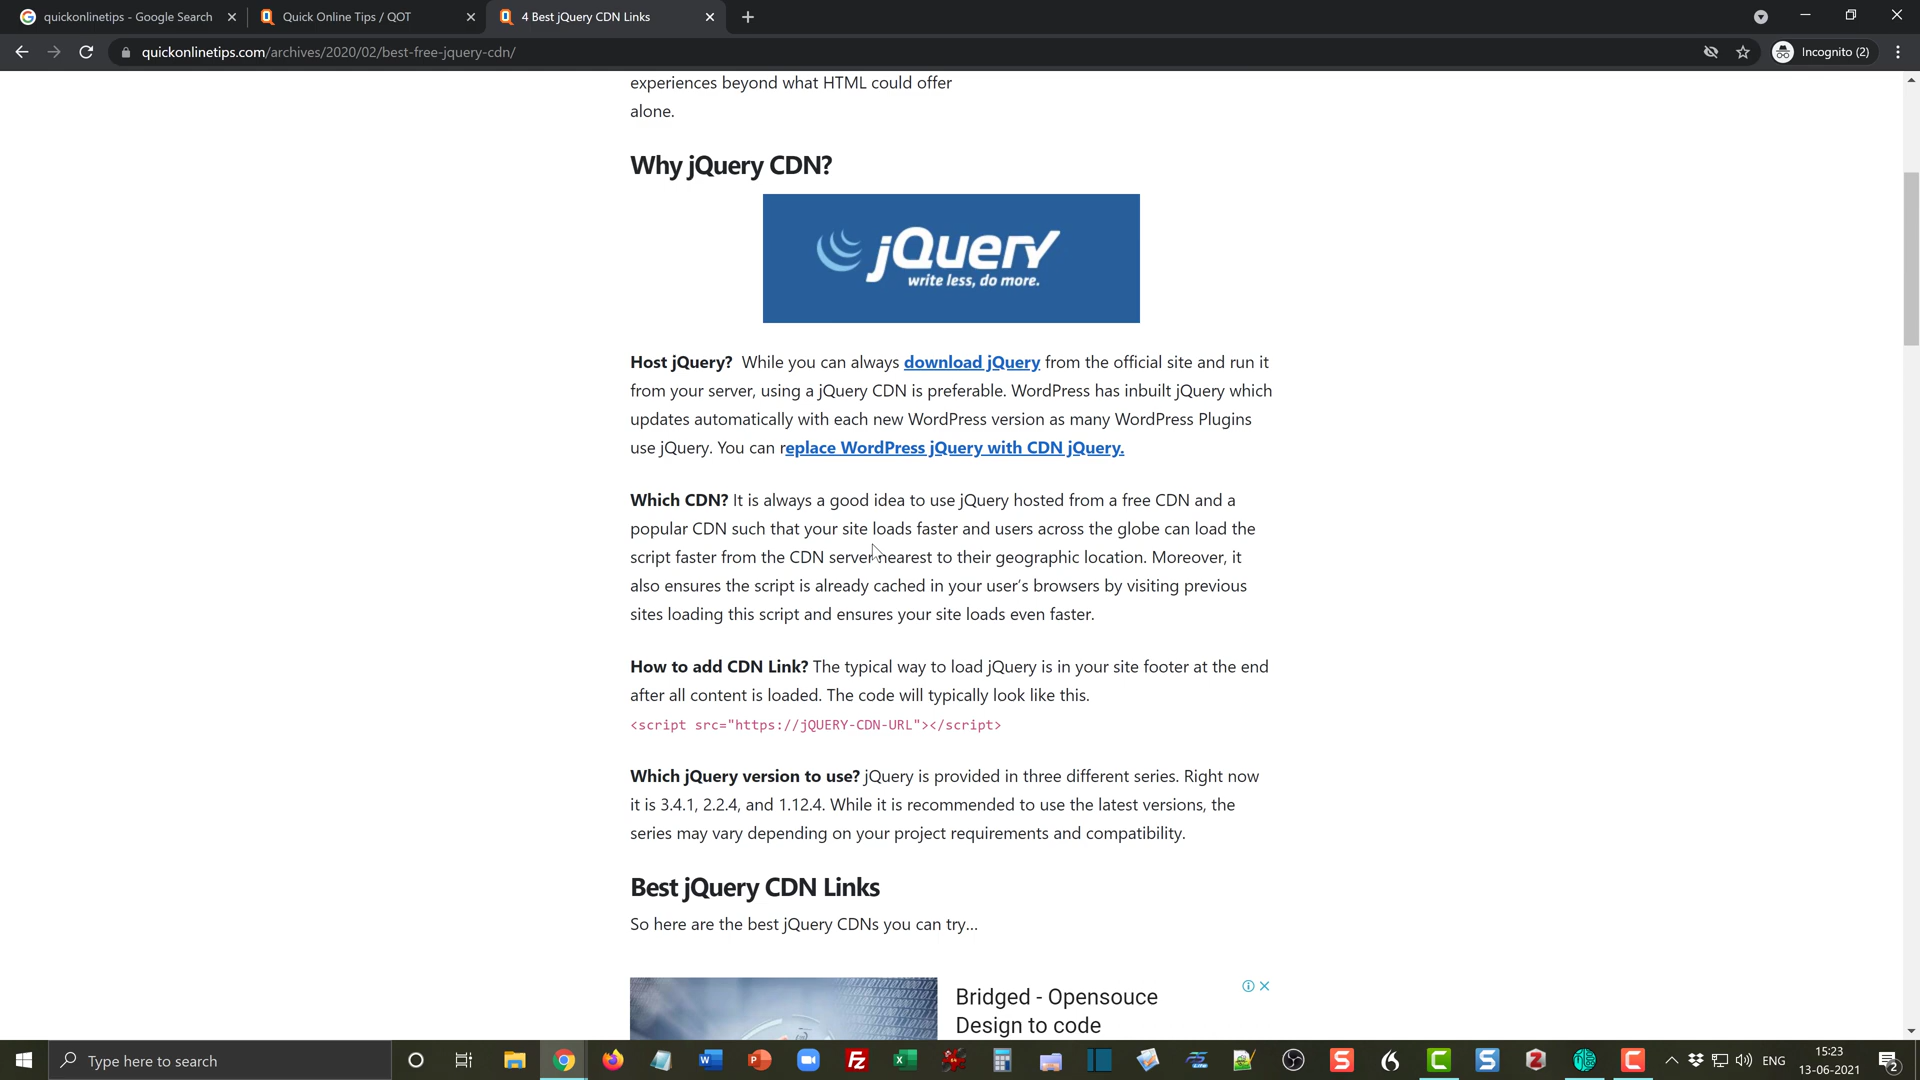 quickonlinetips - Google Search
Quick Online Tips / QOT
4 Best jQuery CDN Links
quickonlinetips.com/archives/2020/02/best-free-jquery-cdn/
Incognito (2)
experiences beyond what HTML could offer
alone.
Why jQuery CDN?
jQuery
write less, do more.
Host jQuery?  While you can always download jQuery from the official site and run it
from your server, using a jQuery CDN is preferable. WordPress has inbuilt jQuery which
updates automatically with each new WordPress version as many WordPress Plugins
use jQuery. You can replace WordPress jQuery with CDN jQuery.
Which CDN? It is always a good idea to use jQuery hosted from a free CDN and a
popular CDN such that your site loads faster and users across the globe can load the
script faster from the CDN server nearest to their geographic location. Moreover, it
also ensures the script is already cached in your user's browsers by visiting previous
sites loading this script and ensures your site loads even faster.
How to add CDN Link? The typical way to load jQuery is in your site footer at the end
after all content is loaded. The code will typically look like this.
<script src="https://jQUERY-CDN-URL"></script>
Which jQuery version to use? jQuery is provided in three different series. Right now
it is 3.4.1, 2.2.4, and 1.12.4. While it is recommended to use the latest versions, the
series may vary depending on your project requirements and compatibility.
Best jQuery CDN Links
So here are the best jQuery CDNs you can try...
Bridged - Opensouce
Design to code
Type here to search
ENG
15:23
13-06-2021
2